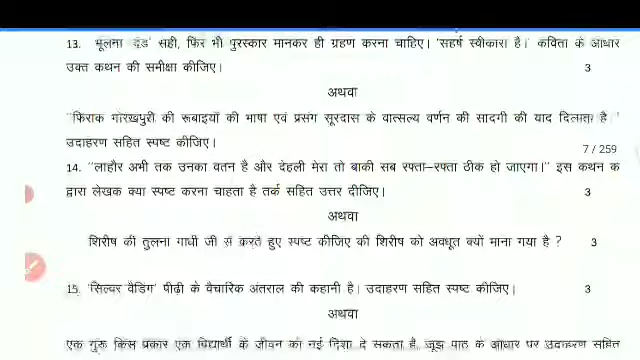 13. 'भूलना दंड' सही, फिर भी पुरस्कार मानकर ही ग्रहण करना चाहिए। 'सहर्ष स्वीकारा है।' कविता के आधार
उक्त कथन की समीक्षा कीजिए। 3
अथवा
"फिराक गोरखपुरी की रूबाइयों की भाषा एवं प्रसंग सूरदास के वात्सल्य वर्णन की सादगी की याद दिलाता है "
उदाहरण सहित स्पष्ट कीजिए।
7 / 259
14. "लाहौर अभी तक उनका वतन है और देहली मेरा तो बाकी सब रफ्ता–रफ्ता ठीक हो जाएगा।" इस कथन क
द्वारा लेखक क्या स्पष्ट करना चाहता है तर्क सहित उत्तर दीजिए। 3
अथवा
शिरीष की तुलना गाधी जी से करते हुए स्पष्ट कीजिए की शिरीष को अवधूत क्यों माना गया है ? 3
15. 'सिल्वर वैडिंग' पीढ़ी के वैचारिक अंतराल की कहानी है। उदाहरण सहित स्पष्ट कीजिए। 3
अथवा
एक गुरू किस प्रकार एक विद्यार्थी के जीवन को नई दिशा दे सकता है, जूझ पाठ के आधार पर उदाहरण सहित